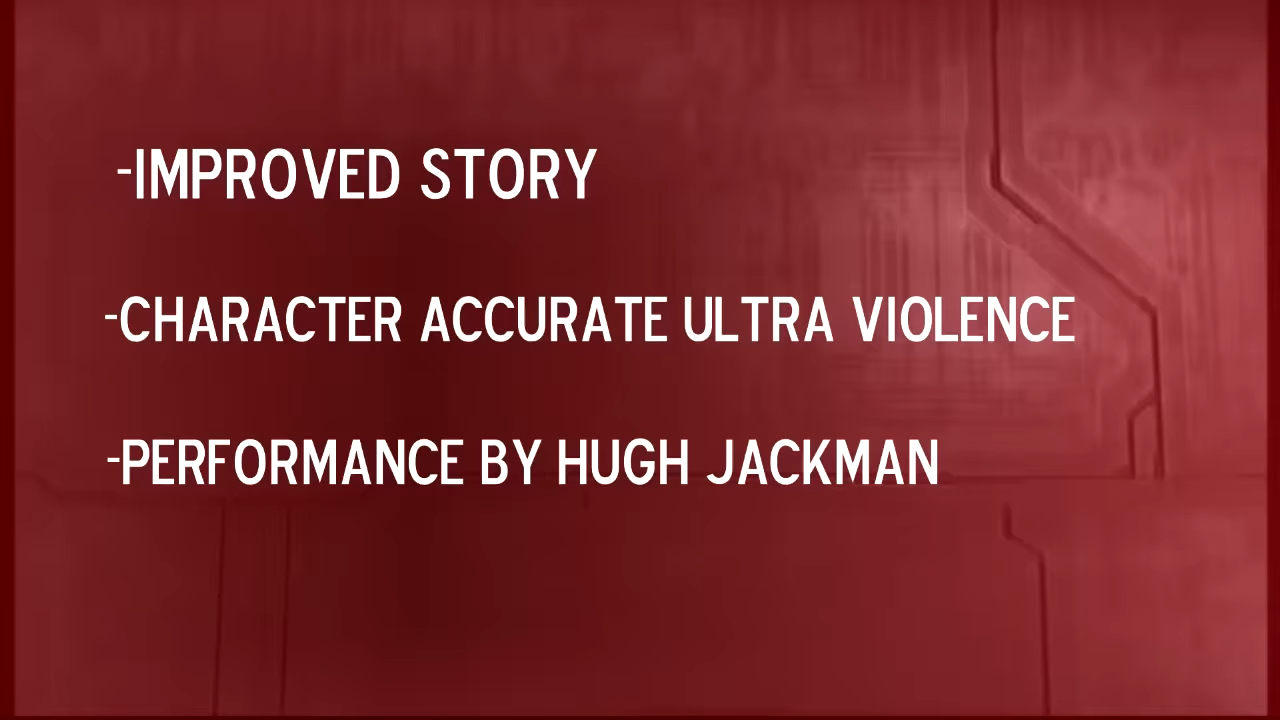 -IMPROVED STORY
-CHARACTER ACCURATE ULTRA VIOLENCE
-PERFORMANCE BY HUGH JACKMAN